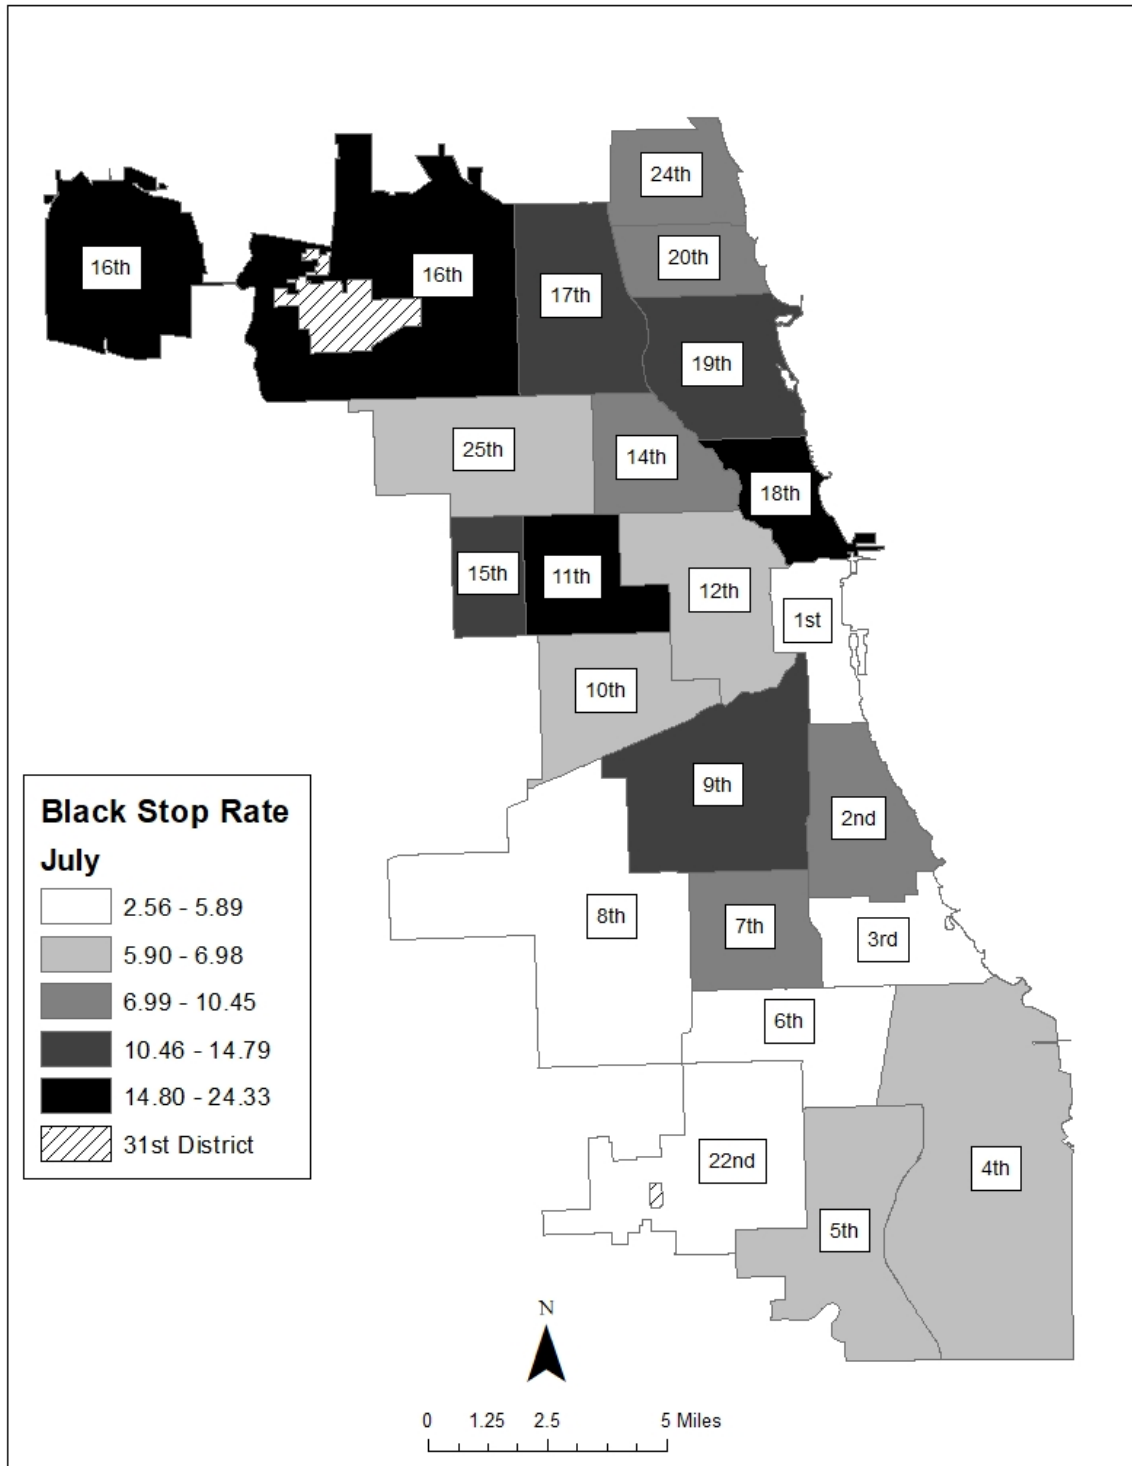 24th
20th
16th
16th
17th
19th
25th
14th
18th
15th
11th
12th
1st
10th
9th
2nd
8th
7th
3rd
6th
22nd
4th
5th
Black Stop Rate
July
2.56 - 5.89
5.90 - 6.98
6.99 - 10.45
10.46 - 14.79
14.80 - 24.33
31st District
N
0 1.25 2.5 5 Miles